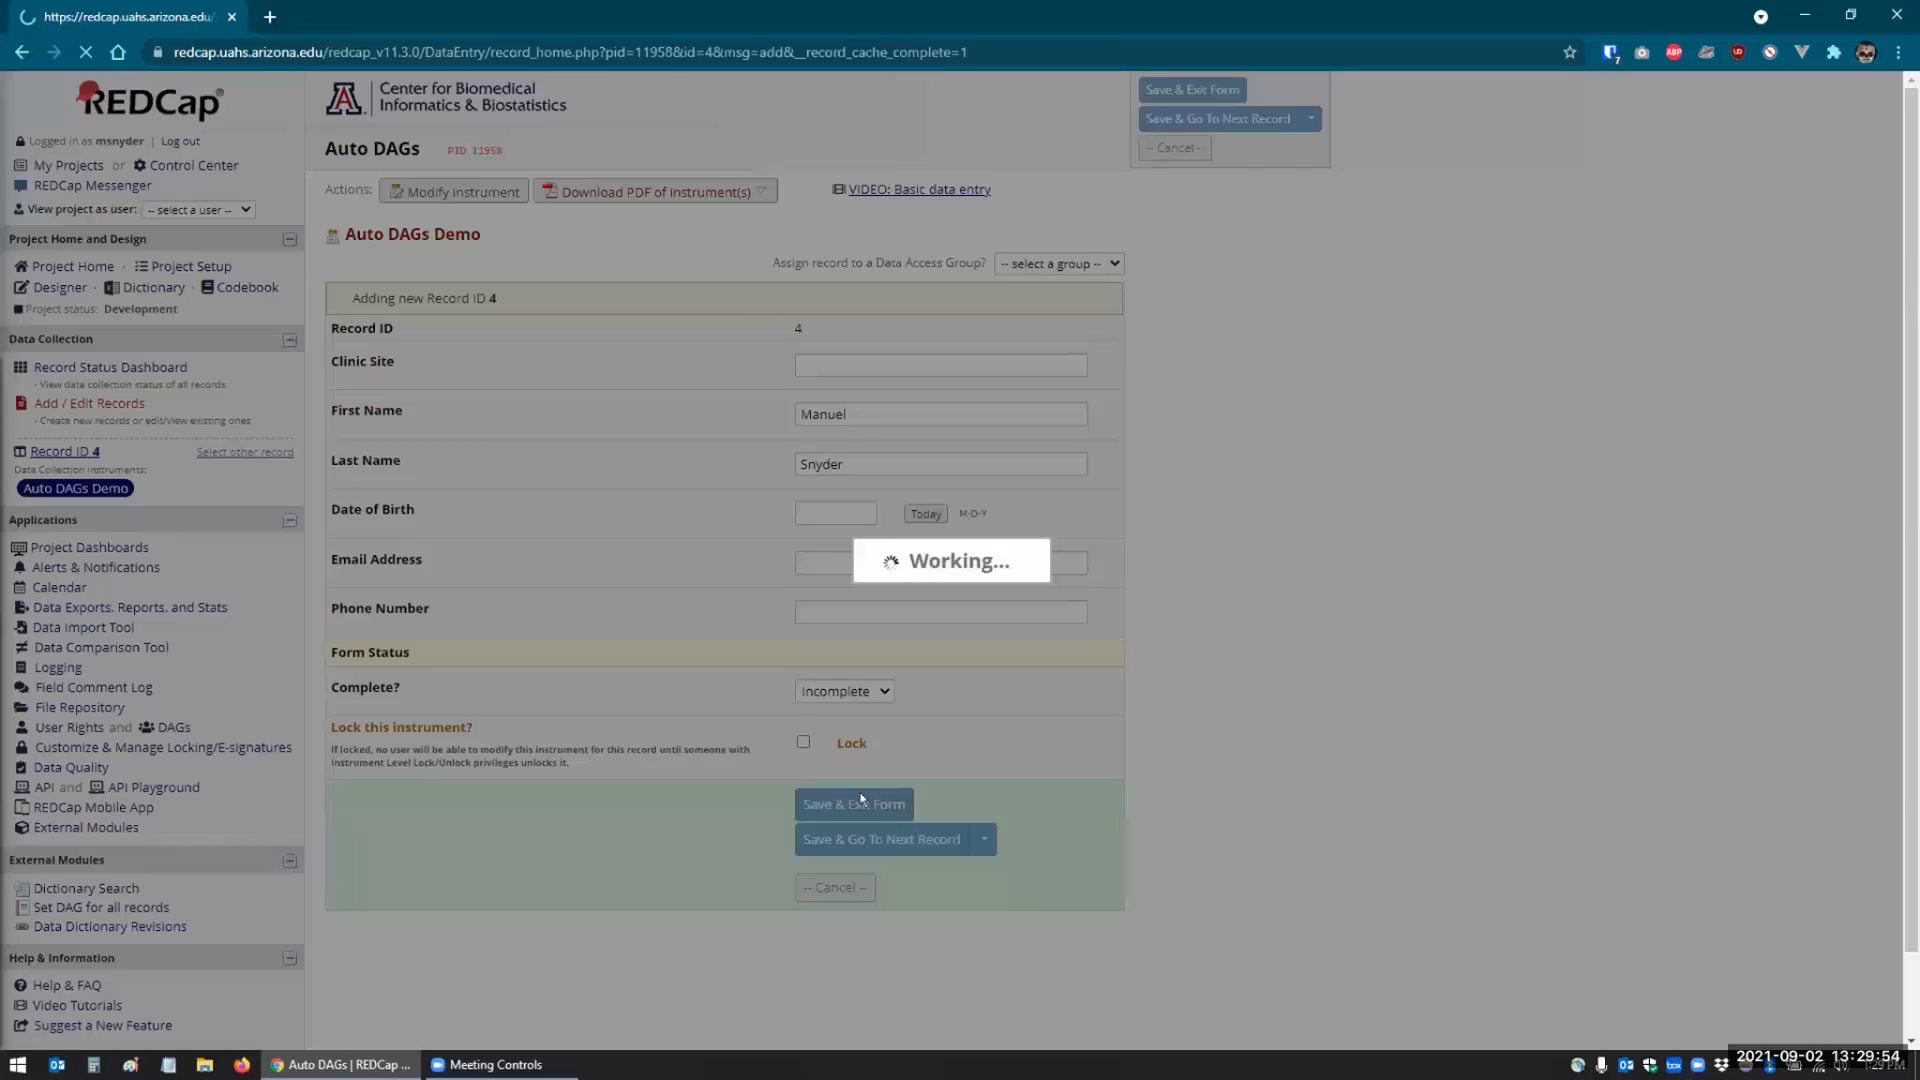 https://redcap.uahs.arizona.edu/
redcap.uahs.arizona.edu/redcap_v11.3.0/DataEntry/record_home.php?pid=11958&id=4&msg=add&__record_cache_complete=1
REDCap
Logged in as msnyder | Log out
My Projects or Control Center
REDCap Messenger
View project as user: -- select a user --
Project Home and Design
Project Home · Project Setup
Designer · Dictionary · Codebook
Project status: Development
Data Collection
Record Status Dashboard
- View data collection status of all records
Add / Edit Records
- Create new records or edit/view existing ones
Record ID 4 Select other record
Data Collection Instruments:
Auto DAGs Demo
Applications
Project Dashboards
Alerts & Notifications
Calendar
Data Exports, Reports, and Stats
Data Import Tool
Data Comparison Tool
Logging
Field Comment Log
File Repository
User Rights and DAGs
Customize & Manage Locking/E-signatures
Data Quality
API and API Playground
REDCap Mobile App
External Modules
External Modules
Dictionary Search
Set DAG for all records
Data Dictionary Revisions
Help & Information
Help & FAQ
Video Tutorials
Suggest a New Feature
A Center for Biomedical
Informatics & Biostatistics
Auto DAGs PID 11958
Actions: Modify instrument Download PDF of instrument(s) VIDEO: Basic data entry
Auto DAGs Demo
Assign record to a Data Access Group? -- select a group --
Adding new Record ID 4
Record ID 4
Clinic Site
First Name Manuel
Last Name Snyder
Date of Birth Today M-D-Y
Email Address
Working...
Phone Number
Form Status
Complete? Incomplete
Lock this instrument?
If locked, no user will be able to modify this instrument for this record until someone with
Instrument Level Lock/Unlock privileges unlocks it.
Lock
Save & Exit Form
Save & Go To Next Record
-- Cancel --
Save & Exit Form
Save & Go To Next Record
-- Cancel --
Auto DAGs | REDCap ...
Meeting Controls
2021-09-02 13:29:54